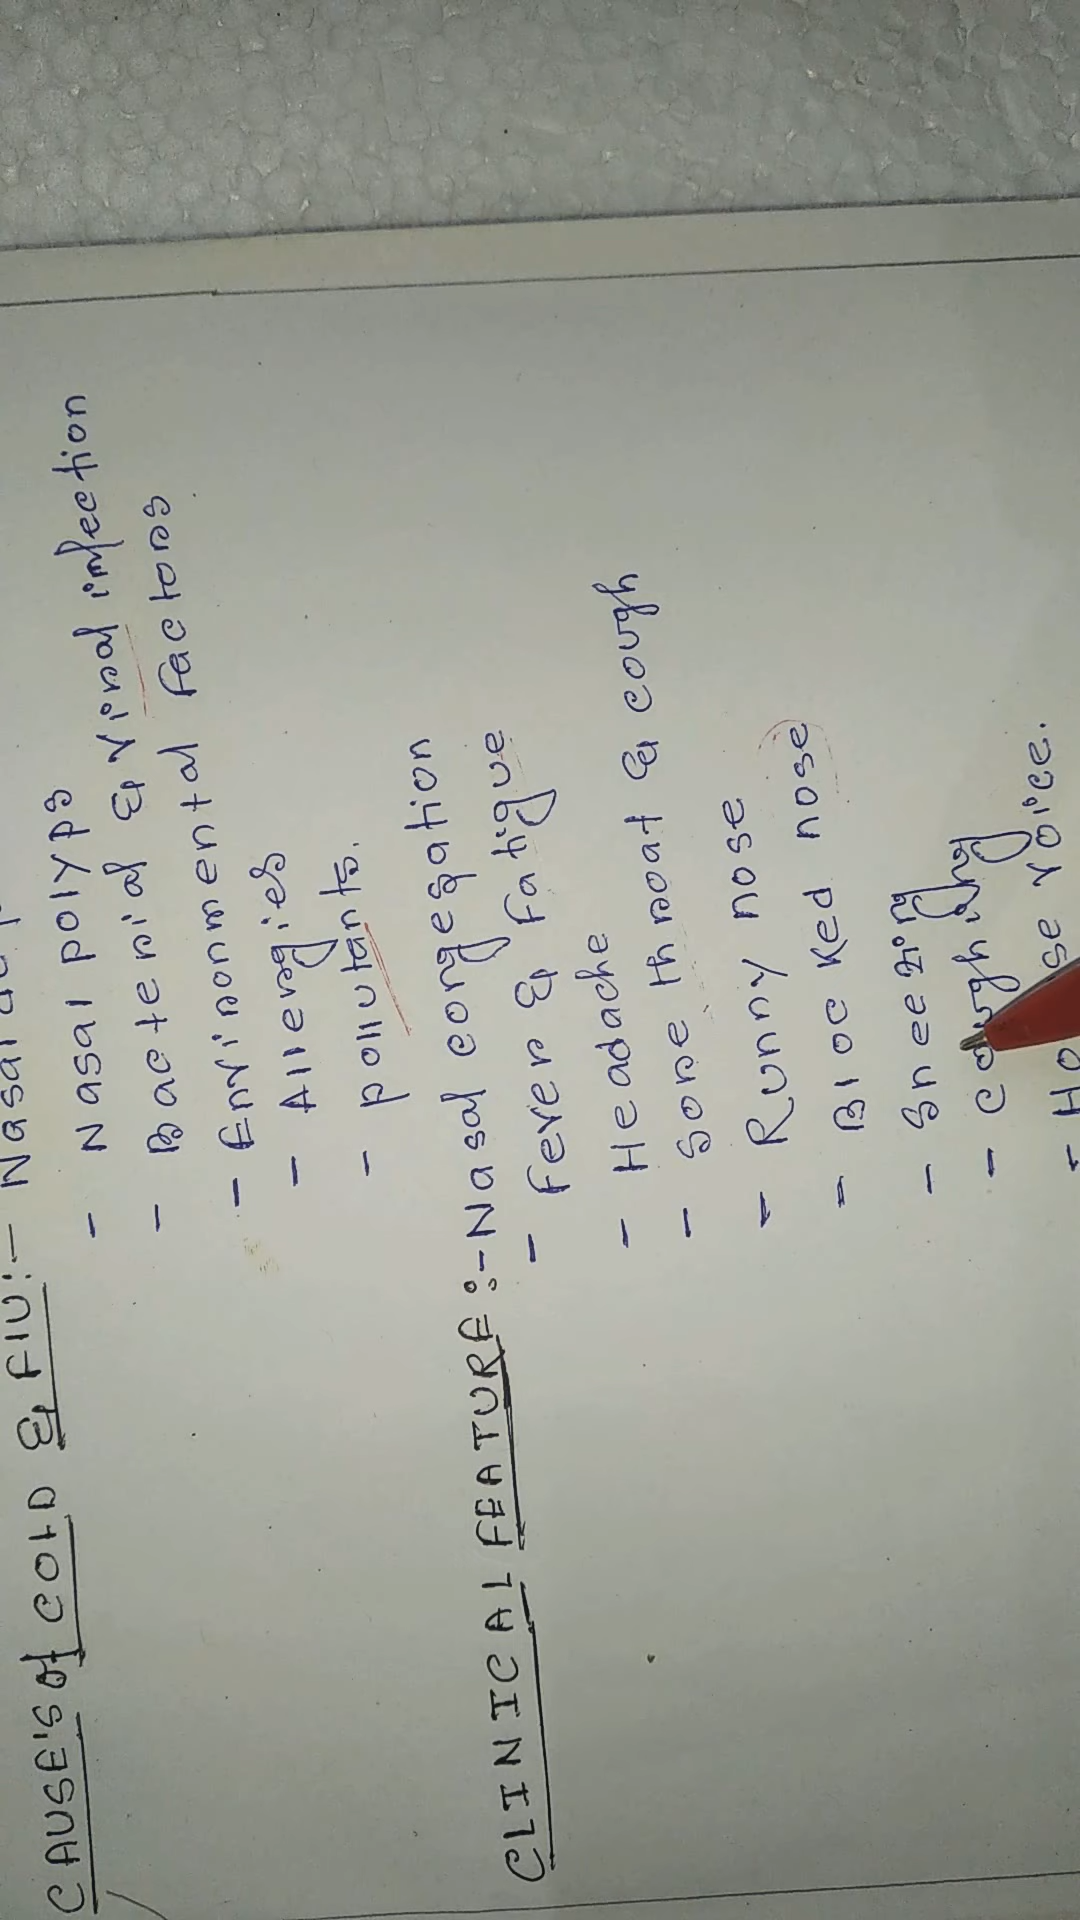 CAUSE'S of COLD & FLU:- Nasal
- Nasal polyps
- Bacterial & Viral infection
- Environmental factors
- Allergies
- pollutants.
CLINICAL FEATURE:- Nasal congesation
- Fever & Fatigue
- Headache
- Sore throat & cough
- Runny nose
- Blocked nose
- Sneezing
- coughing
- Ho se voice.